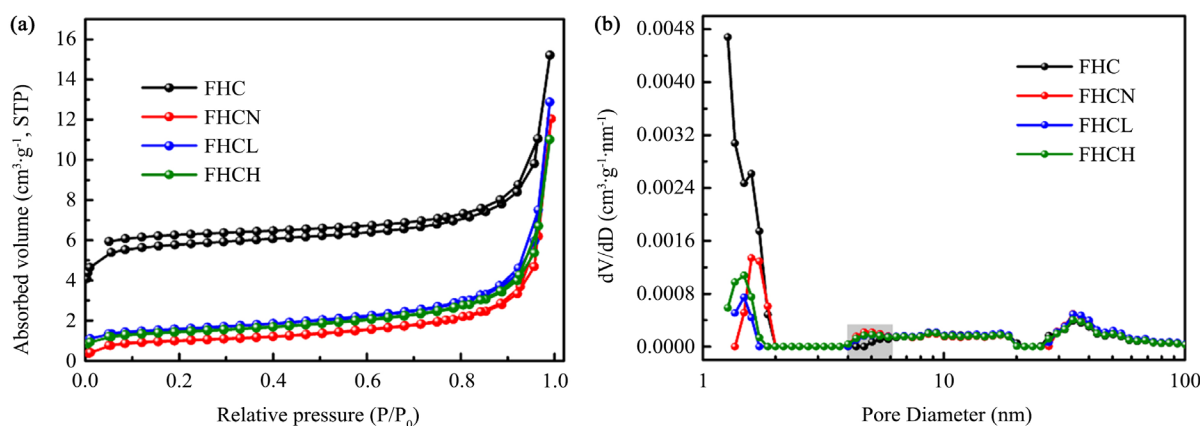 (a)
Absorbed volume (cm³·g⁻¹, STP)
16
14
12
10
8
6
4
2
0
FHC
FHCN
FHCL
FHCH
0.0
0.2
0.4
0.6
0.8
1.0
Relative pressure (P/P₀)
(b)
dV/dD (cm³·g⁻¹·nm⁻¹)
0.0048
0.0040
0.0032
0.0024
0.0016
0.0008
0.0000
FHC
FHCN
FHCL
FHCH
1
10
100
Pore Diameter (nm)